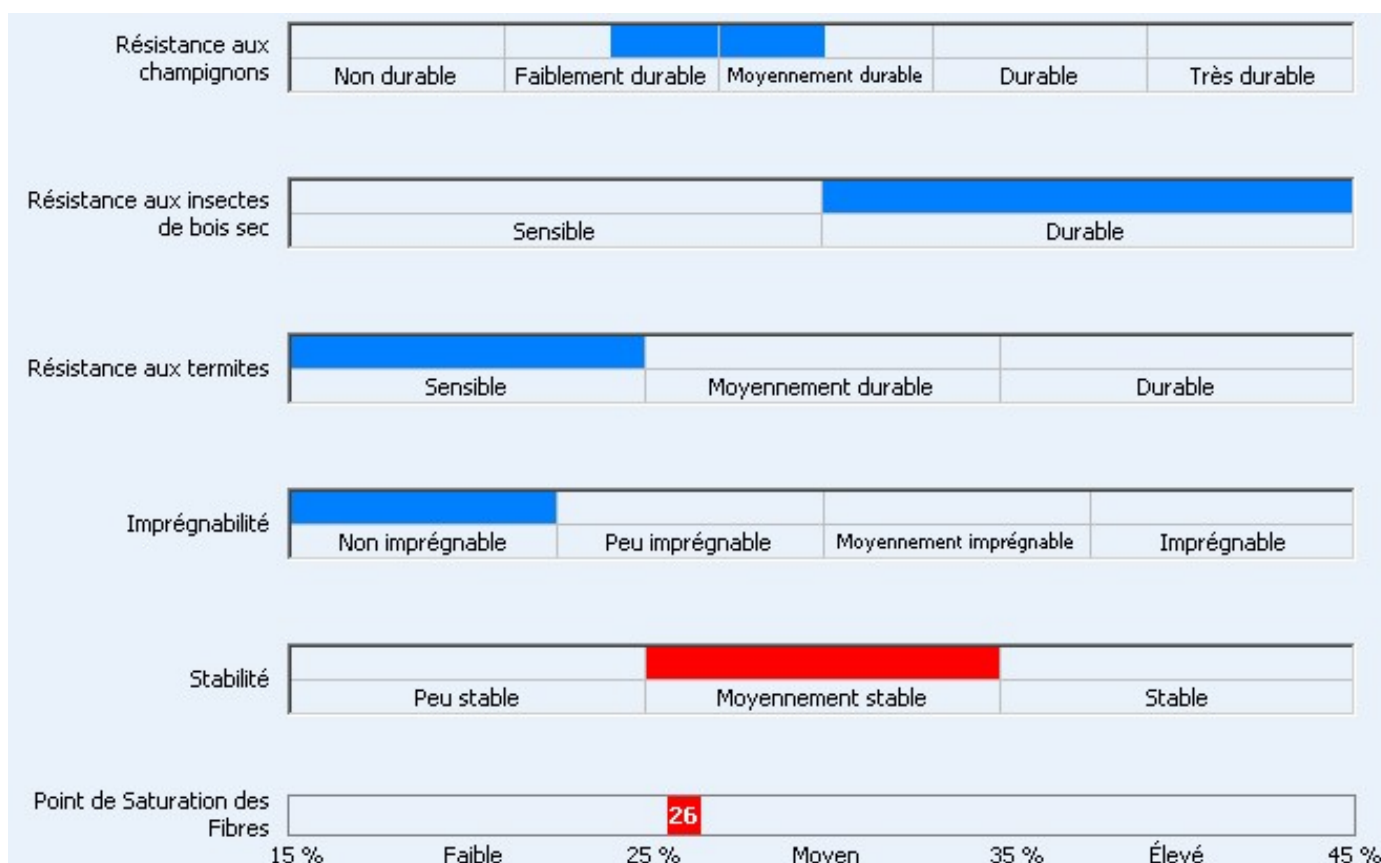 Résistance aux
champignons
Non durable Faiblement durable Moyennement durable Durable Très durable
Résistance aux insectes
de bois sec
Sensible Durable
Résistance aux termites
Sensible Moyennement durable Durable
Imprégnabilité
Non imprégnable Peu imprégnable Moyennement imprégnable Imprégnable
Stabilité
Peu stable Moyennement stable Stable
Point de Saturation des
Fibres
26
15 % Faible 25 % Moyen 35 % Élevé 45 %